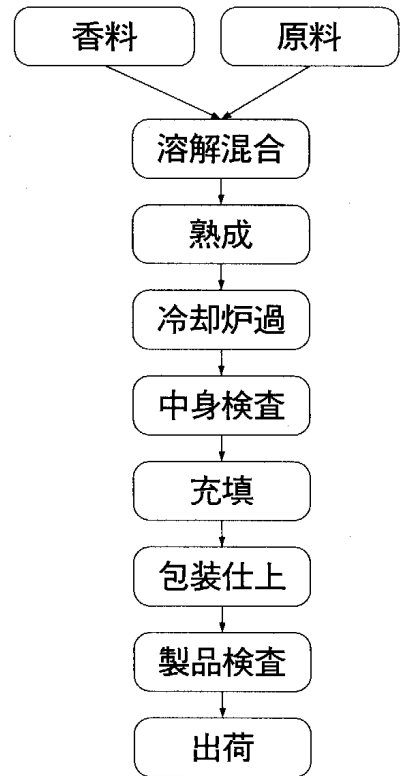 香料
原料
溶解混合
熟成
冷却炉過
中身検査
充填
包装仕上
製品検査
出荷